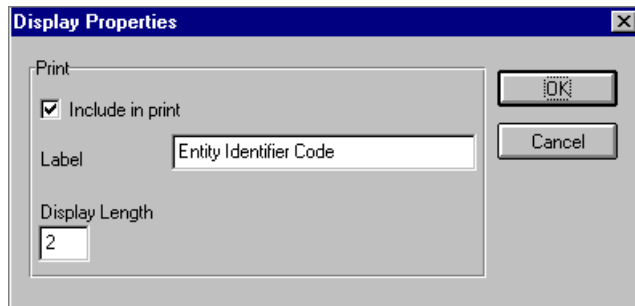 Display Properties
Print
Include in print
OK
Label
Entity Identifier Code
Cancel
Display Length
2